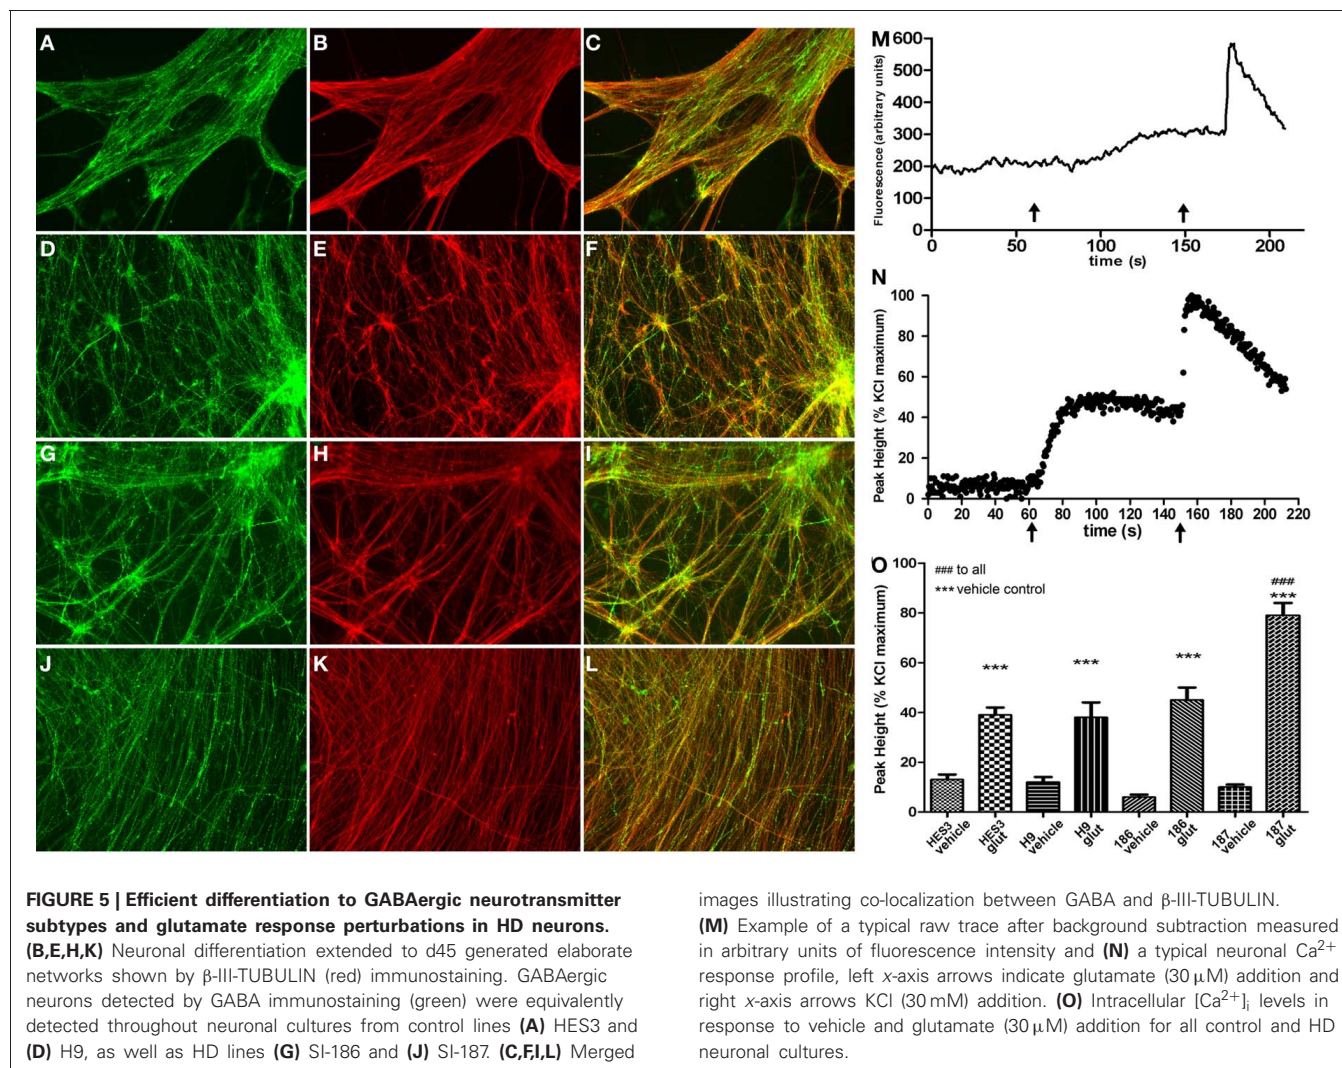 A
B
C
D
E
F
G
H
I
J
K
L
M
600
500
400
300
200
100
0
Fluorescence (arbitrary units)
0 50 100 150 200
time (s)
N
100
80
60
40
20
0
Peak Height (% KCl maximum)
0 20 40 60 80 100 120 140 160 180 200 220
time (s)
O
100
80
60
40
20
0
Peak Height (% KCl maximum)
### to all
*** vehicle control
***
***
***
###
***
HES3 vehicle
HES3 glut
H9 vehicle
H9 glut
186 vehicle
186 glut
187 vehicle
187 glut
FIGURE 5 | Efficient differentiation to GABAergic neurotransmitter
subtypes and glutamate response perturbations in HD neurons.
(B,E,H,K) Neuronal differentiation extended to d45 generated elaborate
networks shown by β-III-TUBULIN (red) immunostaining. GABAergic
neurons detected by GABA immunostaining (green) were equivalently
detected throughout neuronal cultures from control lines (A) HES3 and
(D) H9, as well as HD lines (G) SI-186 and (J) SI-187. (C,F,I,L) Merged
images illustrating co-localization between GABA and β-III-TUBULIN.
(M) Example of a typical raw trace after background subtraction measured
in arbitrary units of fluorescence intensity and (N) a typical neuronal Ca2+
response profile, left x-axis arrows indicate glutamate (30 μM) addition and
right x-axis arrows KCl (30 mM) addition. (O) Intracellular [Ca2+]i levels in
response to vehicle and glutamate (30 μM) addition for all control and HD
neuronal cultures.